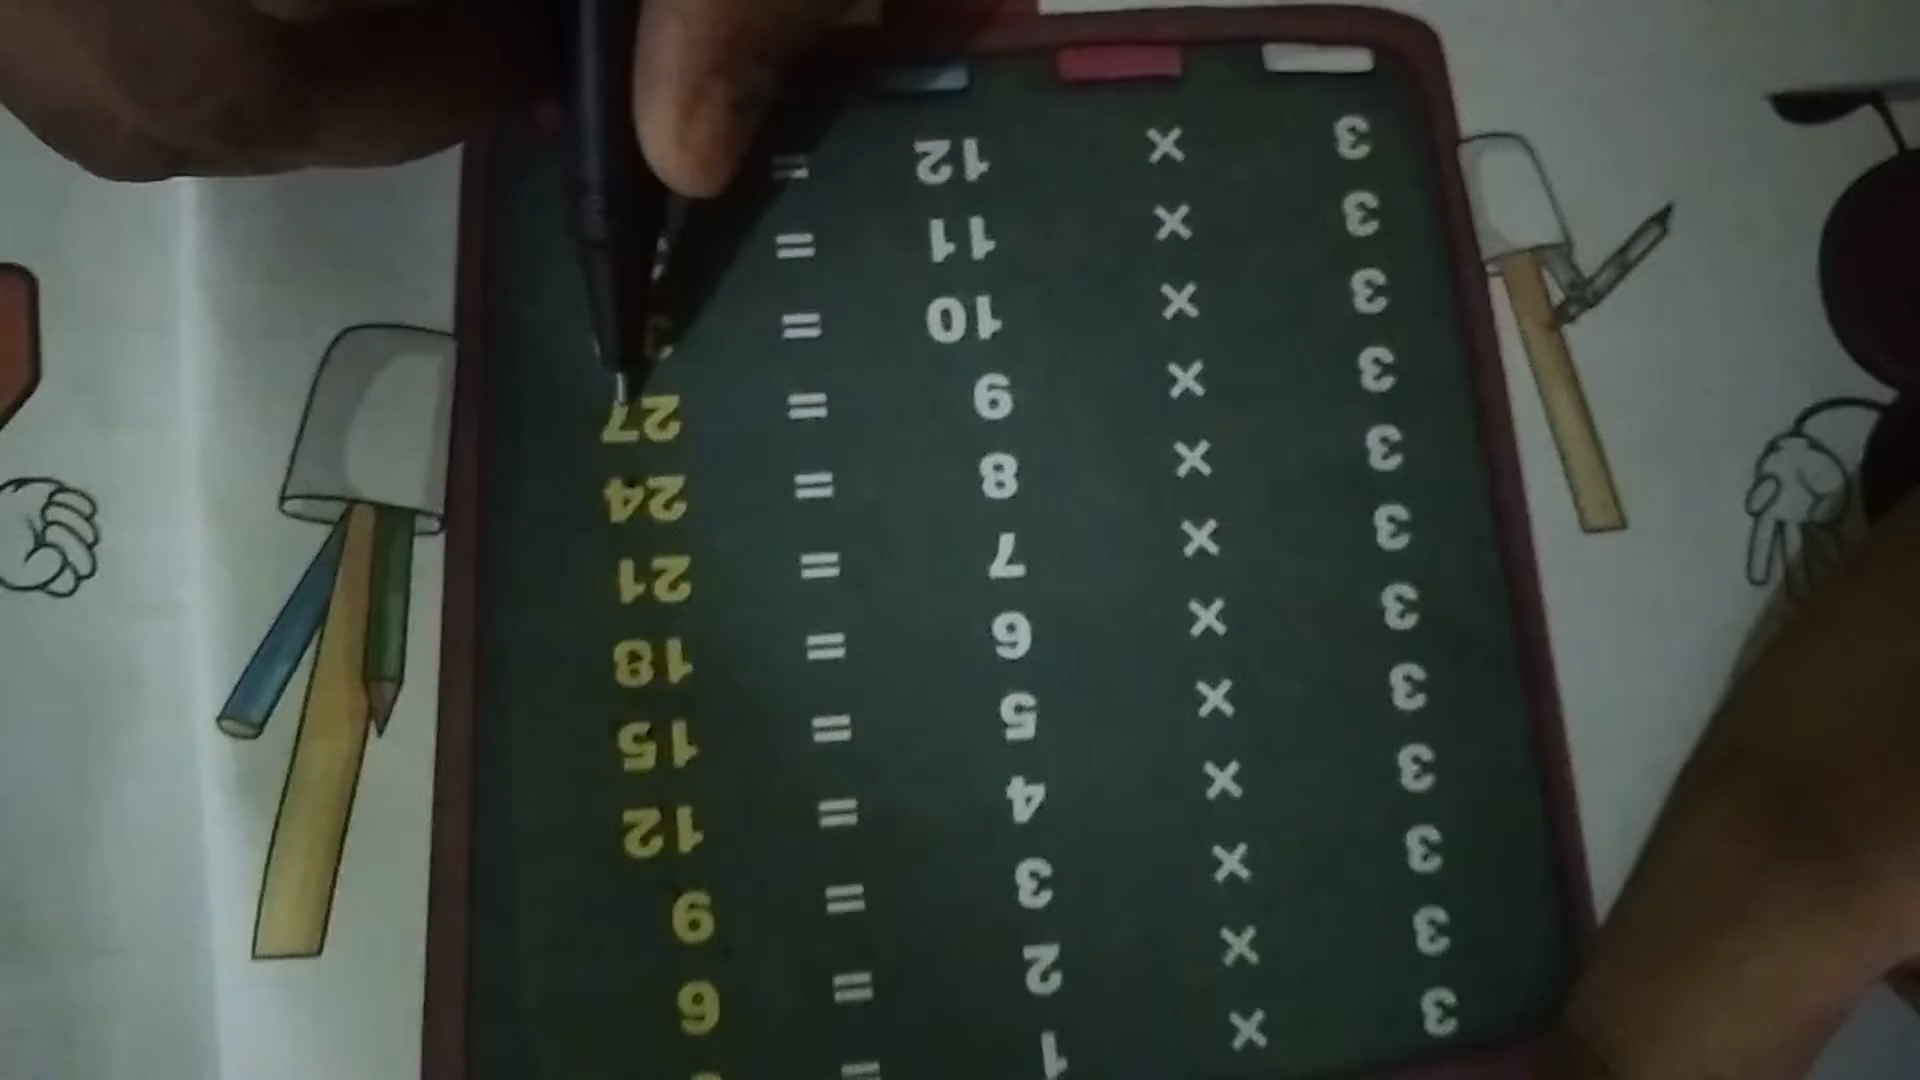 3 × 1 =
3 × 2 = 6
3 × 3 = 9
3 × 4 = 12
3 × 5 = 15
3 × 6 = 18
3 × 7 = 21
3 × 8 = 24
3 × 9 = 27
3 × 10 =
3 × 11 =
3 × 12 =